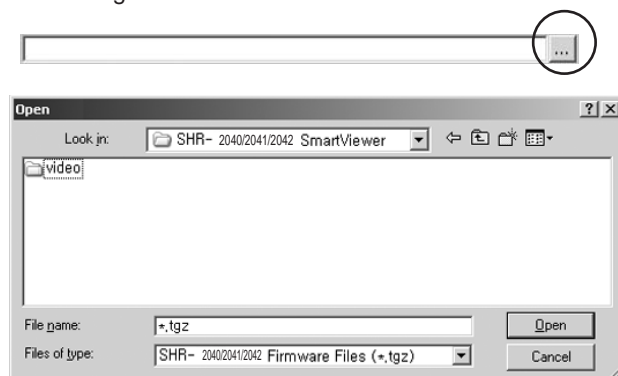 ...
Open ? ×
Look in: SHR- 2040/2041/2042 SmartViewer
video
File name: *.tgz Open
Files of type: SHR- 2040/2041/2042 Firmware Files (*.tgz) Cancel